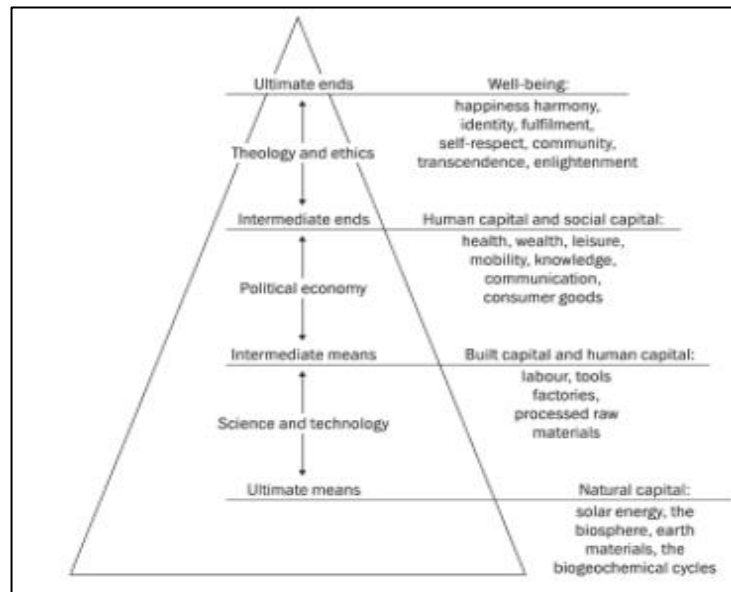 Ultimate ends
Well-being:
happiness harmony,
identity, fulfilment,
self-respect, community,
transcendence, enlightenment
Theology and ethics
Intermediate ends
Human capital and social capital:
health, wealth, leisure,
mobility, knowledge,
communication,
consumer goods
Political economy
Intermediate means
Built capital and human capital:
labour, tools
factories,
processed raw
materials
Science and technology
Ultimate means
Natural capital:
solar energy, the
biosphere, earth
materials, the
biogeochemical cycles